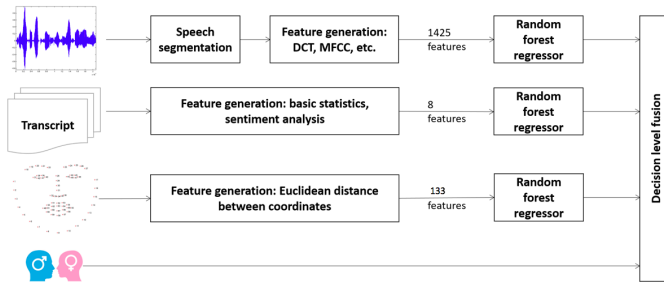 Speech
segmentation
Feature generation:
DCT, MFCC, etc.
1425
features
Random
forest
regressor
Transcript
Feature generation: basic statistics,
sentiment analysis
8
features
Random
forest
regressor
Feature generation: Euclidean distance
between coordinates
133
features
Random
forest
regressor
Decision level fusion